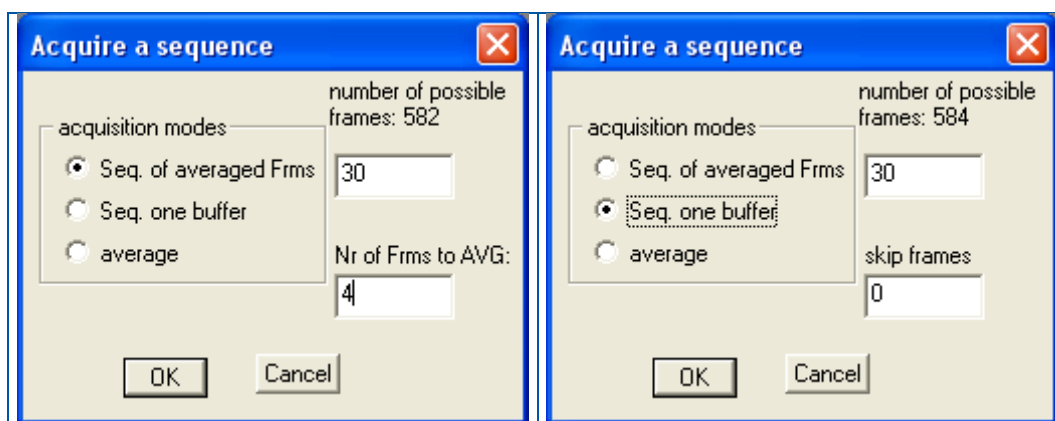 Acquire a sequence
number of possible
frames: 582
acquisition modes
Seq. of averaged Frms
30
Seq. one buffer
average
Nr of Frms to AVG:
4
OK
Cancel
Acquire a sequence
number of possible
frames: 584
acquisition modes
Seq. of averaged Frms
30
Seq. one buffer
average
skip frames
0
OK
Cancel